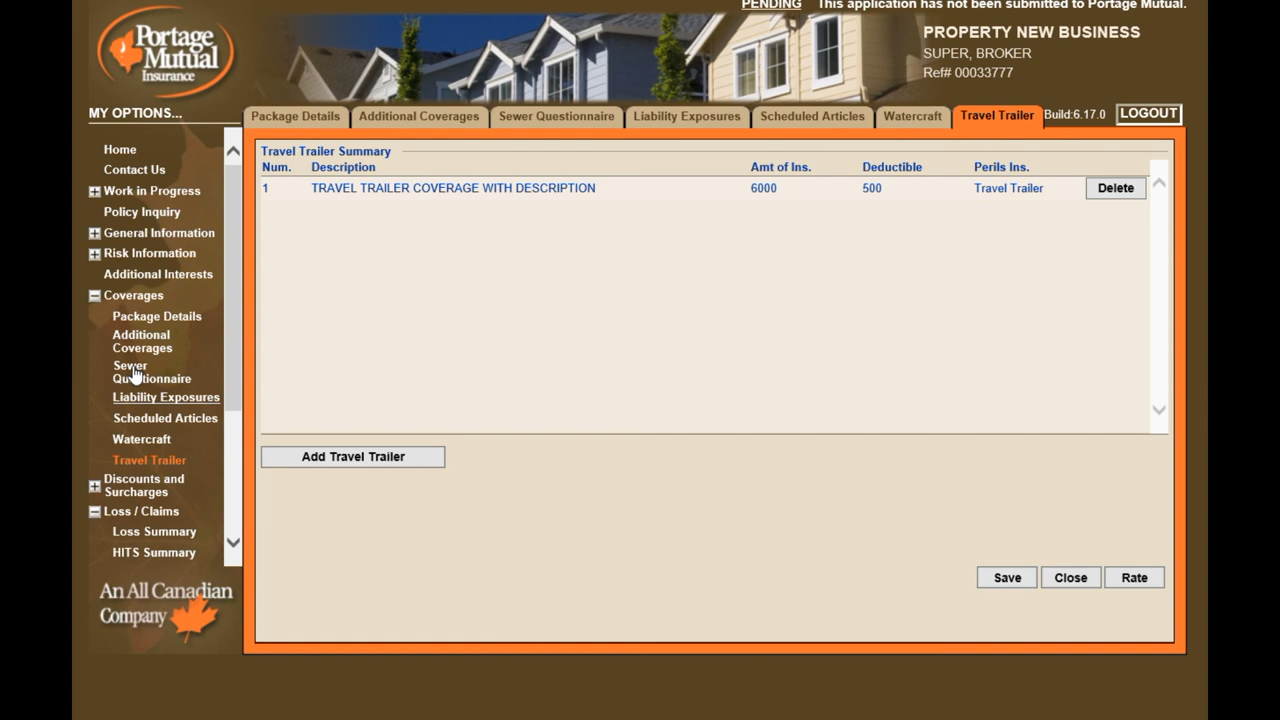 PENDING This application has not been submitted to Portage Mutual.
Portage
Mutual
Insurance
PROPERTY NEW BUSINESS
SUPER, BROKER
Ref# 00033777
MY OPTIONS...
Package Details Additional Coverages Sewer Questionnaire Liability Exposures Scheduled Articles Watercraft Travel Trailer Build:6.17.0 LOGOUT
Home
Contact Us
Work in Progress
Policy Inquiry
General Information
Risk Information
Additional Interests
Coverages
Package Details
Additional
Coverages
Sewer
Questionnaire
Liability Exposures
Scheduled Articles
Watercraft
Travel Trailer
Discounts and
Surcharges
Loss / Claims
Loss Summary
HITS Summary
An All Canadian
Company
Travel Trailer Summary
Num. Description Amt of Ins. Deductible Perils Ins.
1 TRAVEL TRAILER COVERAGE WITH DESCRIPTION 6000 500 Travel Trailer Delete
Add Travel Trailer
Save Close Rate